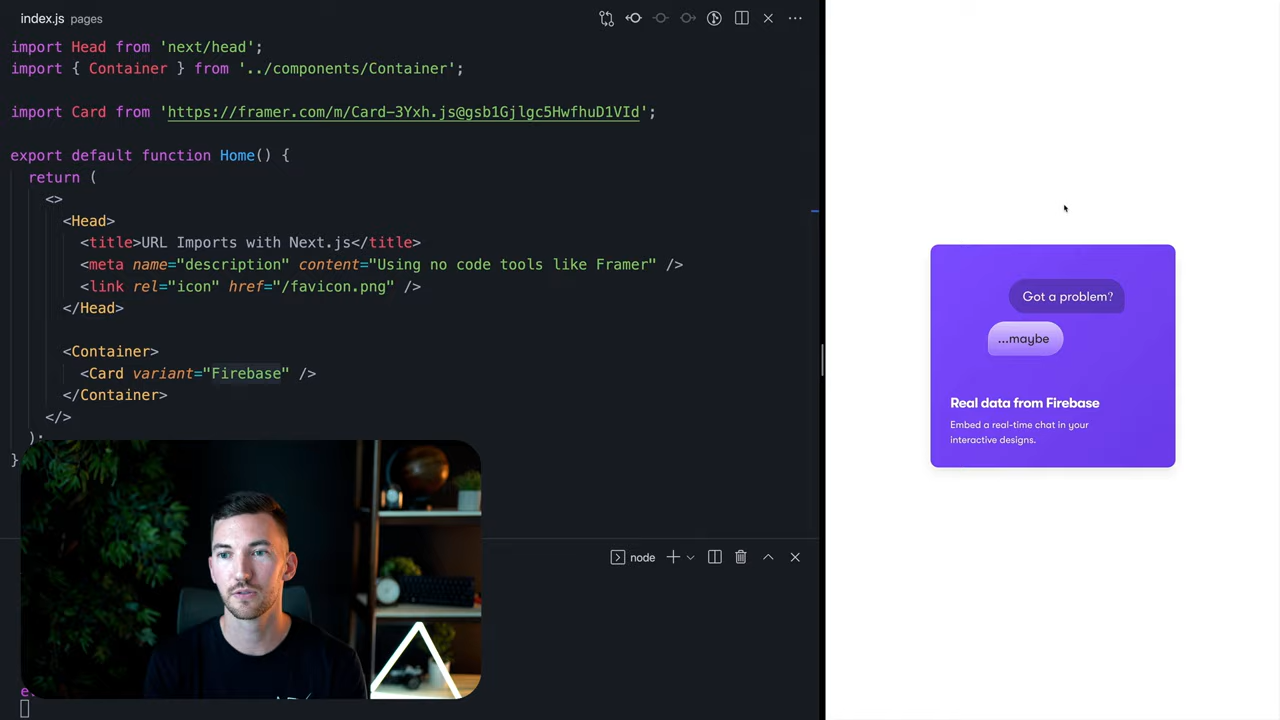 index.js pages
import Head from 'next/head';
import { Container } from '../components/Container';
import Card from 'https://framer.com/m/Card-3Yxh.js@gsb1Gjlgc5HwfhuD1VId';
export default function Home() {
return (
<>
<Head>
<title>URL Imports with Next.js</title>
<meta name="description" content="Using no code tools like Framer" />
<link rel="icon" href="/favicon.png" />
</Head>
<Container>
<Card variant="Firebase" />
</Container>
</>
);
}
node
Got a problem?
...maybe
Real data from Firebase
Embed a real-time chat in your
interactive designs.